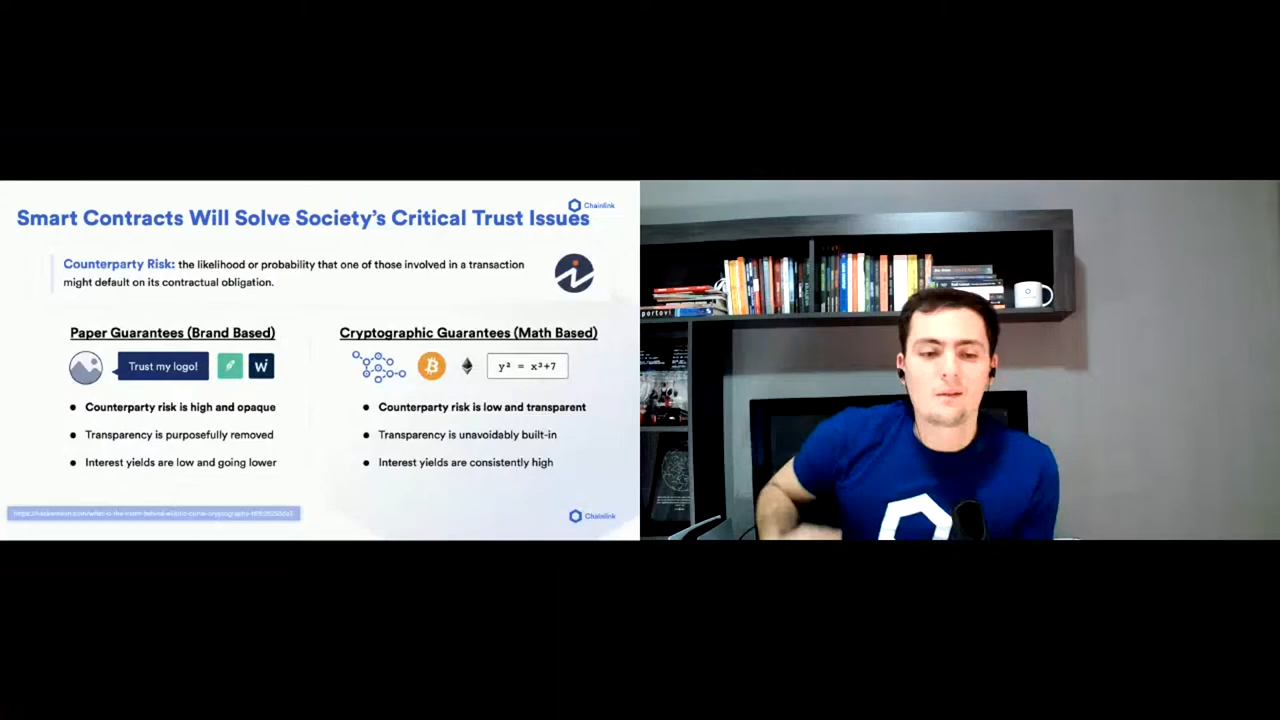 Smart Contracts Will Solve Society's Critical Trust Issues
Chainlink
Counterparty Risk: the likelihood or probability that one of those involved in a transaction
might default on its contractual obligation.
Paper Guarantees (Brand Based)
Trust my logo!
Counterparty risk is high and opaque
Transparency is purposefully removed
Interest yields are low and going lower
Cryptographic Guarantees (Math Based)
y² = x³+7
Counterparty risk is low and transparent
Transparency is unavoidably built-in
Interest yields are consistently high
Chainlink